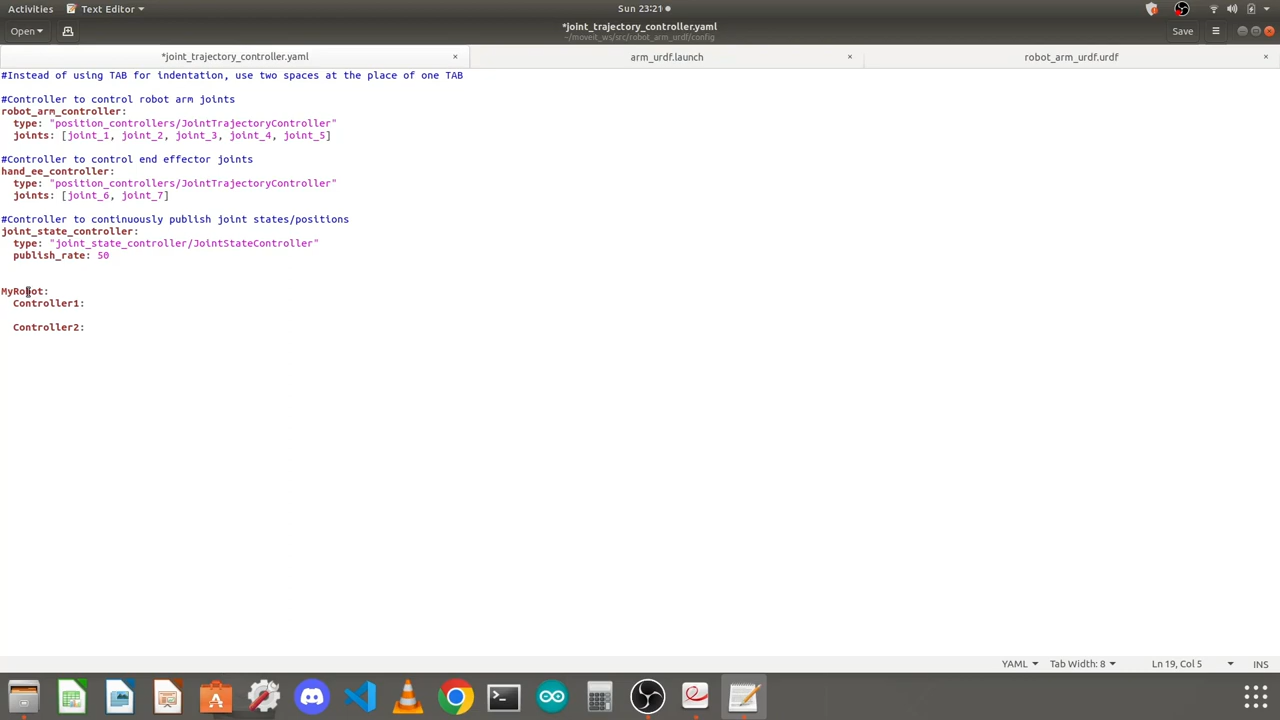 Activities
Text Editor
Sun 23:21
Open
*joint_trajectory_controller.yaml
~/moveit_ws/src/robot_arm_urdf/config
Save
*joint_trajectory_controller.yaml
arm_urdf.launch
robot_arm_urdf.urdf
#Instead of using TAB for indentation, use two spaces at the place of one TAB
#Controller to control robot arm joints
robot_arm_controller:
  type: "position_controllers/JointTrajectoryController"
  joints: [joint_1, joint_2, joint_3, joint_4, joint_5]
#Controller to control end effector joints
hand_ee_controller:
  type: "position_controllers/JointTrajectoryController"
  joints: [joint_6, joint_7]
#Controller to continuously publish joint states/positions
joint_state_controller:
  type: "joint_state_controller/JointStateController"
  publish_rate: 50
MyRobot:
  Controller1:
  Controller2:
YAML
Tab Width: 8
Ln 19, Col 5
INS